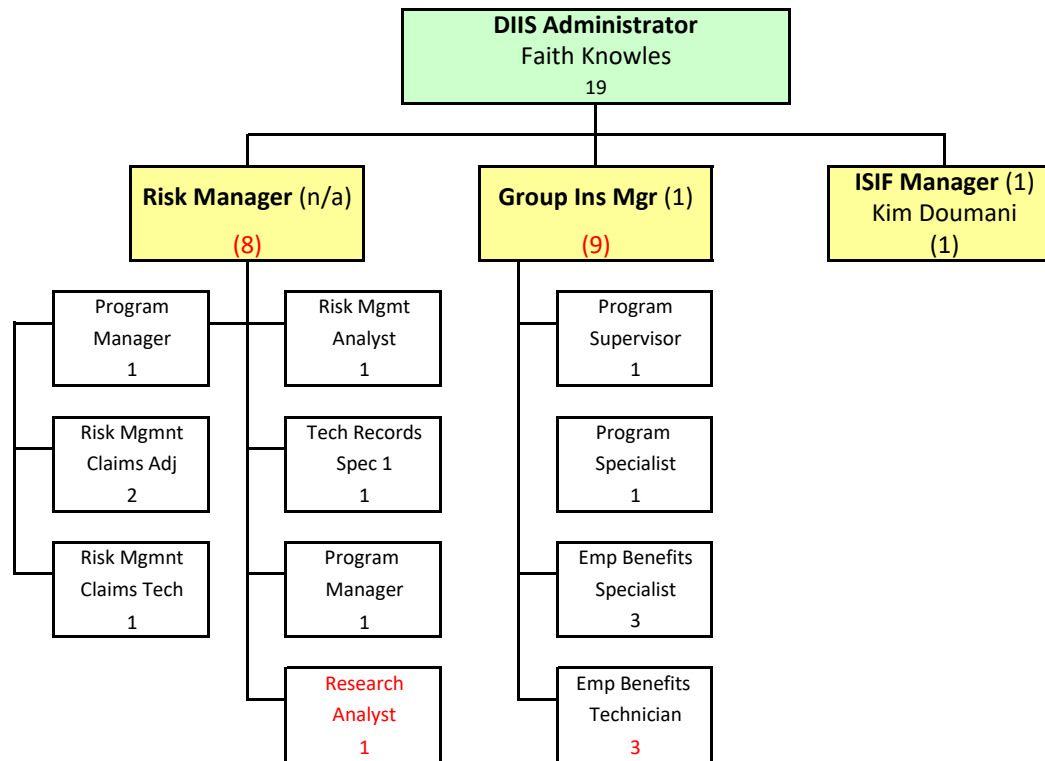 DIIS Administrator
Faith Knowles
19
Risk Manager (n/a)
(8)
Group Ins Mgr (1)
(9)
ISIF Manager (1)
Kim Doumani
(1)
Program
Manager
1
Risk Mgmnt
Claims Adj
2
Risk Mgmnt
Claims Tech
1
Risk Mgmt
Analyst
1
Tech Records
Spec 1
1
Program
Manager
1
Research
Analyst
1
Program
Supervisor
1
Program
Specialist
1
Emp Benefits
Specialist
3
Emp Benefits
Technician
3